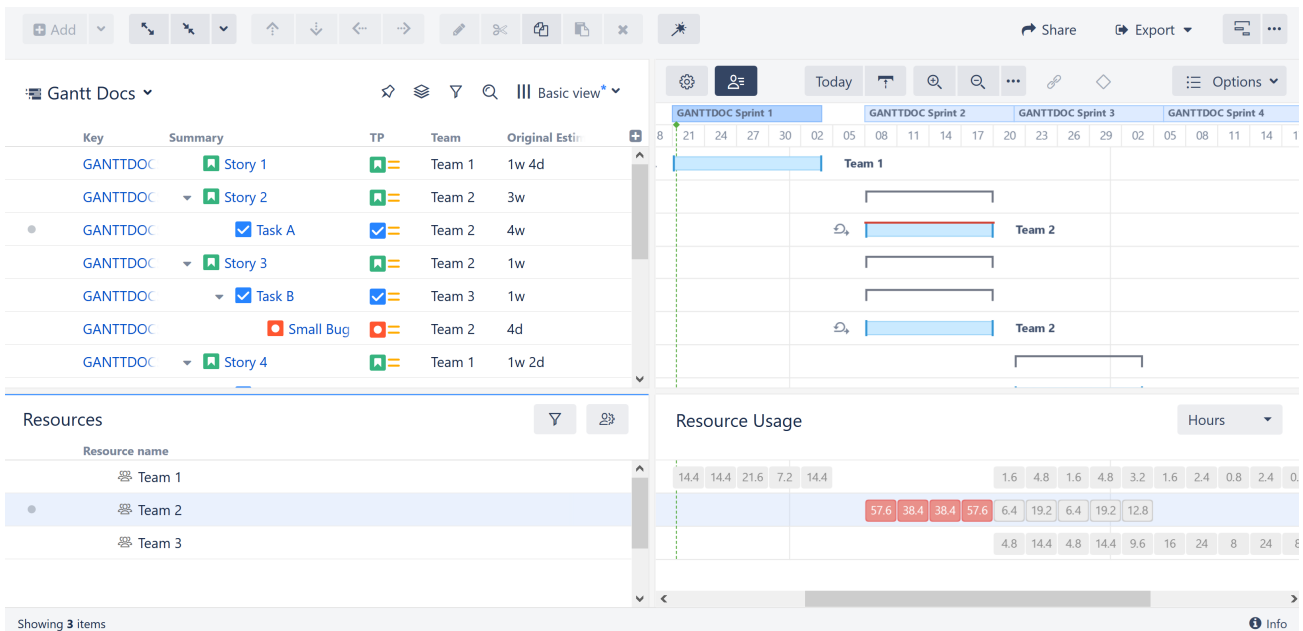 Add Share Export
Gantt Docs Basic view* Today Options
GANTTDOC Sprint 1 GANTTDOC Sprint 2 GANTTDOC Sprint 3 GANTTDOC Sprint 4
Key Summary TP Team Original Estim 8 21 24 27 30 02 05 08 11 14 17 20 23 26 29 02 05 08 11 14 1
GANTTDOC Story 1 Team 1 1w 4d Team 1
GANTTDOC Story 2 Team 2 3w
GANTTDOC Task A Team 2 4w Team 2
GANTTDOC Story 3 Team 2 1w
GANTTDOC Task B Team 3 1w
GANTTDOC Small Bug Team 2 4d Team 2
GANTTDOC Story 4 Team 1 1w 2d
Resources Resource Usage Hours
Resource name
Team 1 14.4 14.4 21.6 7.2 14.4 1.6 4.8 1.6 4.8 3.2 1.6 2.4 0.8 2.4 0.
Team 2 57.6 38.4 38.4 57.6 6.4 19.2 6.4 19.2 12.8
Team 3 4.8 14.4 4.8 14.4 9.6 16 24 8 24 8
Showing 3 items Info